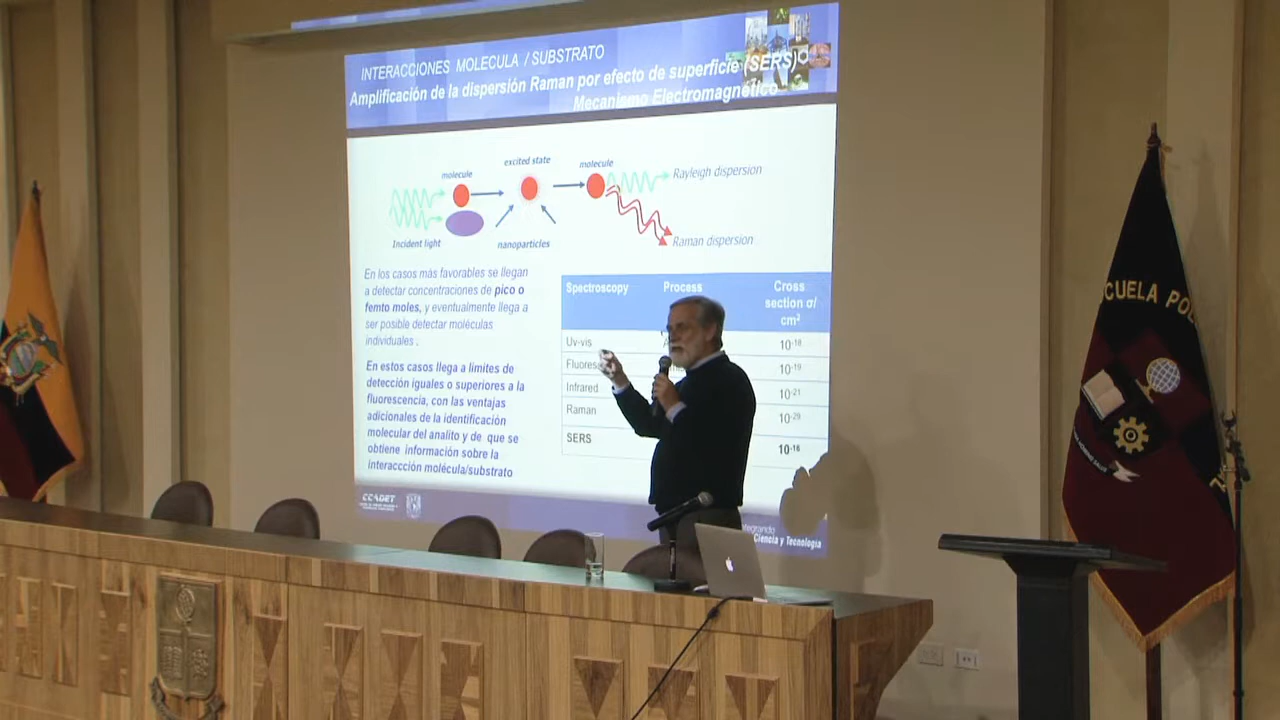 INTERACCIONES MOLECULA / SUBSTRATO
Amplificación de la dispersión Raman por efecto de superficie (SERS)
Mecanismo Electromagnético
excited state
molecule
molecule
Rayleigh dispersion
Incident light
nanoparticles
Raman dispersion
En los casos más favorables se llegan
a detectar concentraciones de pico o
femto moles, y eventualmente llega a
ser posible detectar moléculas
individuales .
En estos casos llega a límites de
detección iguales o superiores a la
fluorescencia, con las ventajas
adicionales de la identificación
molecular del analito y de que se
obtiene información sobre la
interaccción molécula/substrato
Spectroscopy Process Cross
section σ/
cm²
Uv-vis 10⁻¹⁸
Fluores 10⁻¹⁹
Infrared 10⁻²¹
Raman 10⁻²⁹
SERS 10⁻¹⁶
CCADET
Ciencia y Tecnología
CUELA POL